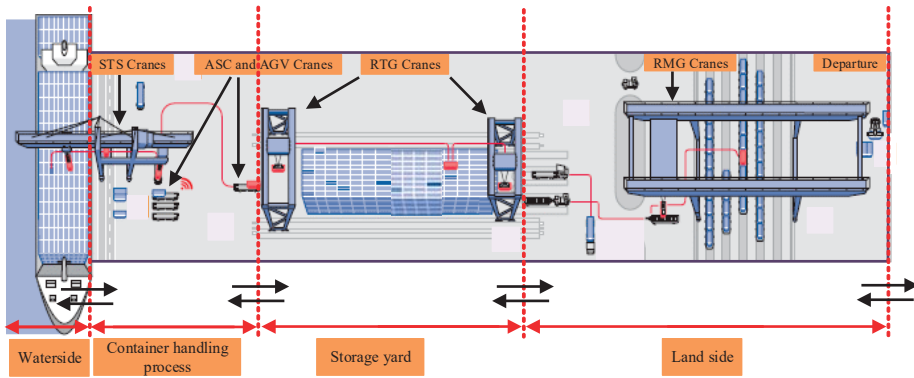 STS Cranes
ASC and AGV Cranes
RTG Cranes
RMG Cranes
Departure
Waterside
Container handling
process
Storage yard
Land side